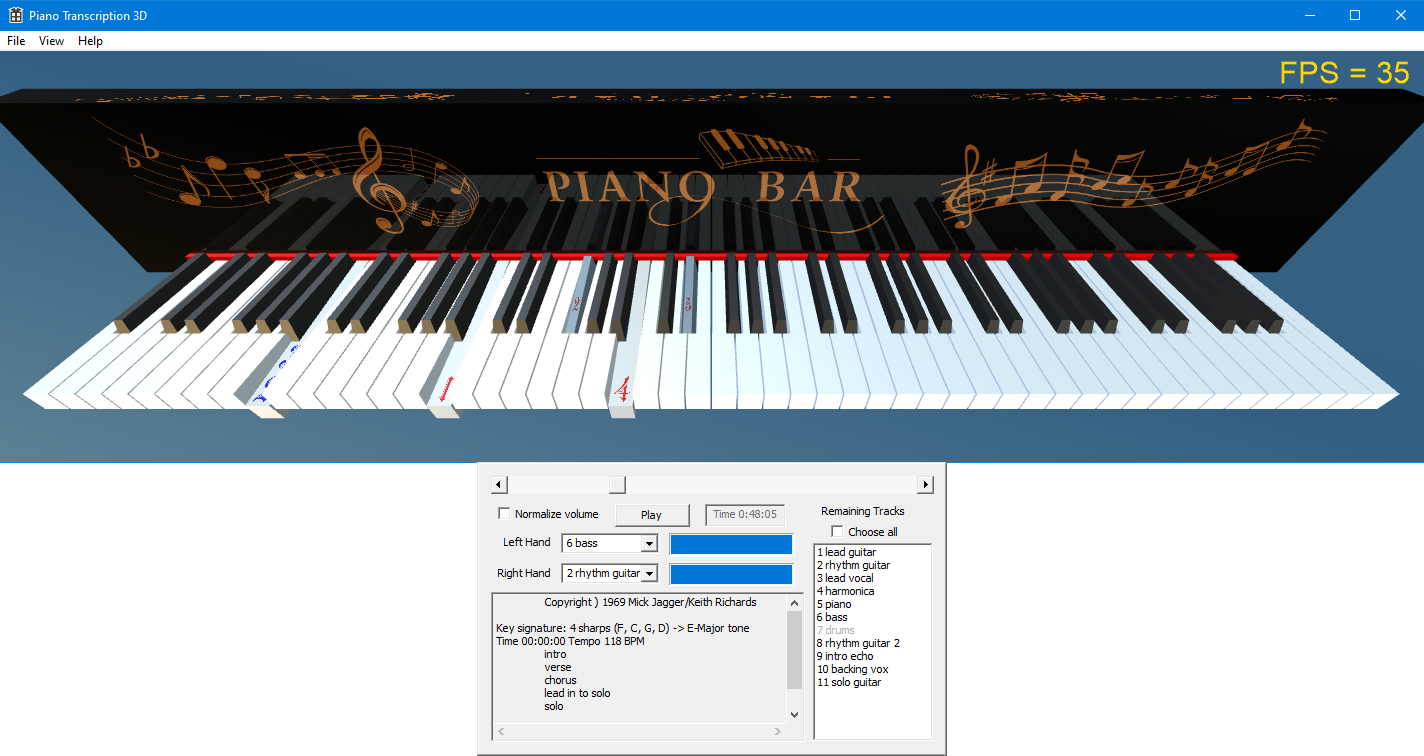 Piano Transcription 3D
File View Help
FPS = 35
PIANO BAR
Normalize volume
Play
Time 0:48:05
Remaining Tracks
Choose all
Left Hand 6 bass
Right Hand 2 rhythm guitar
1 lead guitar
2 rhythm guitar
3 lead vocal
4 harmonica
5 piano
6 bass
7 drums
8 rhythm guitar 2
9 intro echo
10 backing vox
11 solo guitar
Copyright ) 1969 Mick Jagger/Keith Richards
Key signature: 4 sharps (F, C, G, D) -> E-Major tone
Time 00:00:00 Tempo 118 BPM
intro
verse
chorus
lead in to solo
solo